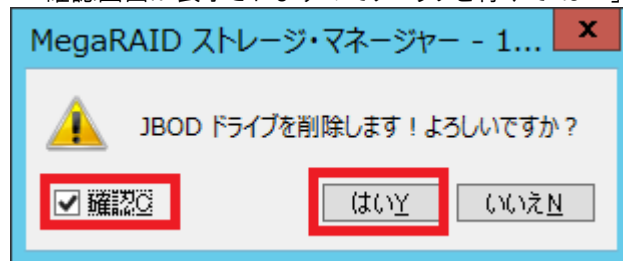 MegaRAID ストレージ・マネージャー - 1...
JBOD ドライブを削除します！よろしいですか？
確認C
はいY
いいえN